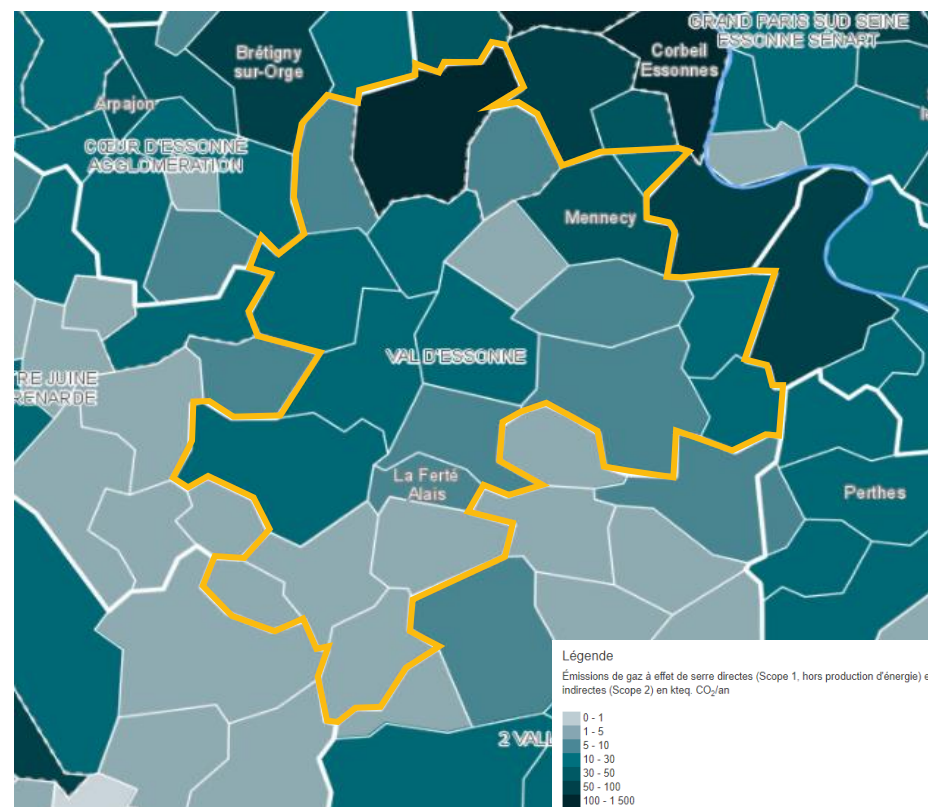 GRAND PARIS SUD SEINE
ESSONNE SÉNART
Brétigny
sur-Orge
Corbeil
Essonnes
Arpajon
CŒUR D'ESSONNE
AGGLOMÉRATION
Mennecy
VAL D'ESSONNE
TRE JUINE
RENARDE
La Ferté
Alais
Perthes
2 VALL
Légende
Émissions de gaz à effet de serre directes (Scope 1, hors production d'énergie) e
indirectes (Scope 2) en kteq. CO₂/an
0 - 1
1 - 5
5 - 10
10 - 30
30 - 50
50 - 100
100 - 1 500